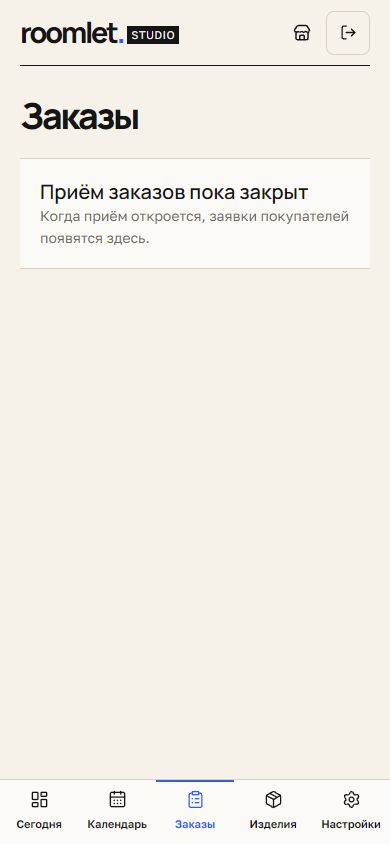 roomlet. STUDIO
Заказы
Приём заказов пока закрыт
Когда приём откроется, заявки покупателей
появятся здесь.
Сегодня Календарь Заказы Изделия Настройки